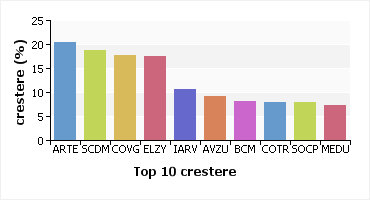 crestere (%)
25
20
15
10
5
0
ARTE SCDM COVG ELZY IARV AVZU BCM COTR SOCP MEDU
Top 10 crestere